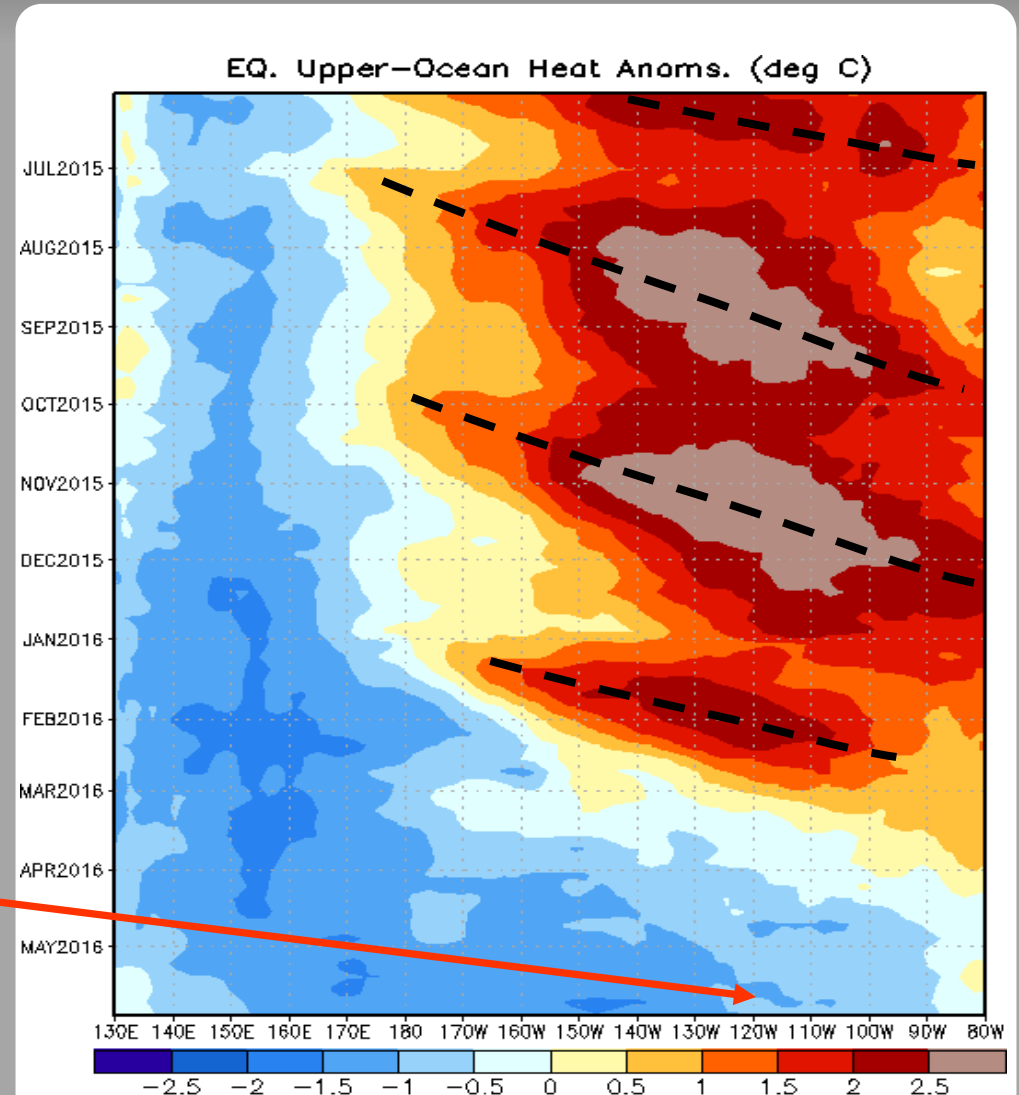 EQ. Upper-Ocean Heat Anoms. (deg C)
JUL2015
AUG2015
SEP2015
OCT2015
NOV2015
DEC2015
JAN2016
FEB2016
MAR2016
APR2016
MAY2016
130E 140E 150E 160E 170E 180 170W 160W 150W 140W 130W 120W 110W 100W 90W 80W
-2.5 -2 -1.5 -1 -0.5 0 0.5 1 1.5 2 2.5